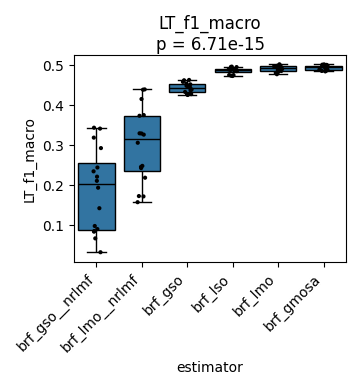 LT_f1_macro
p = 6.71e-15
LT_f1_macro
0.5
0.4
0.3
0.2
0.1
brf_gso__nrlmf
brf_lmo__nrlmf
brf_gso
brf_lso
brf_lmo
brf_gmosa
estimator